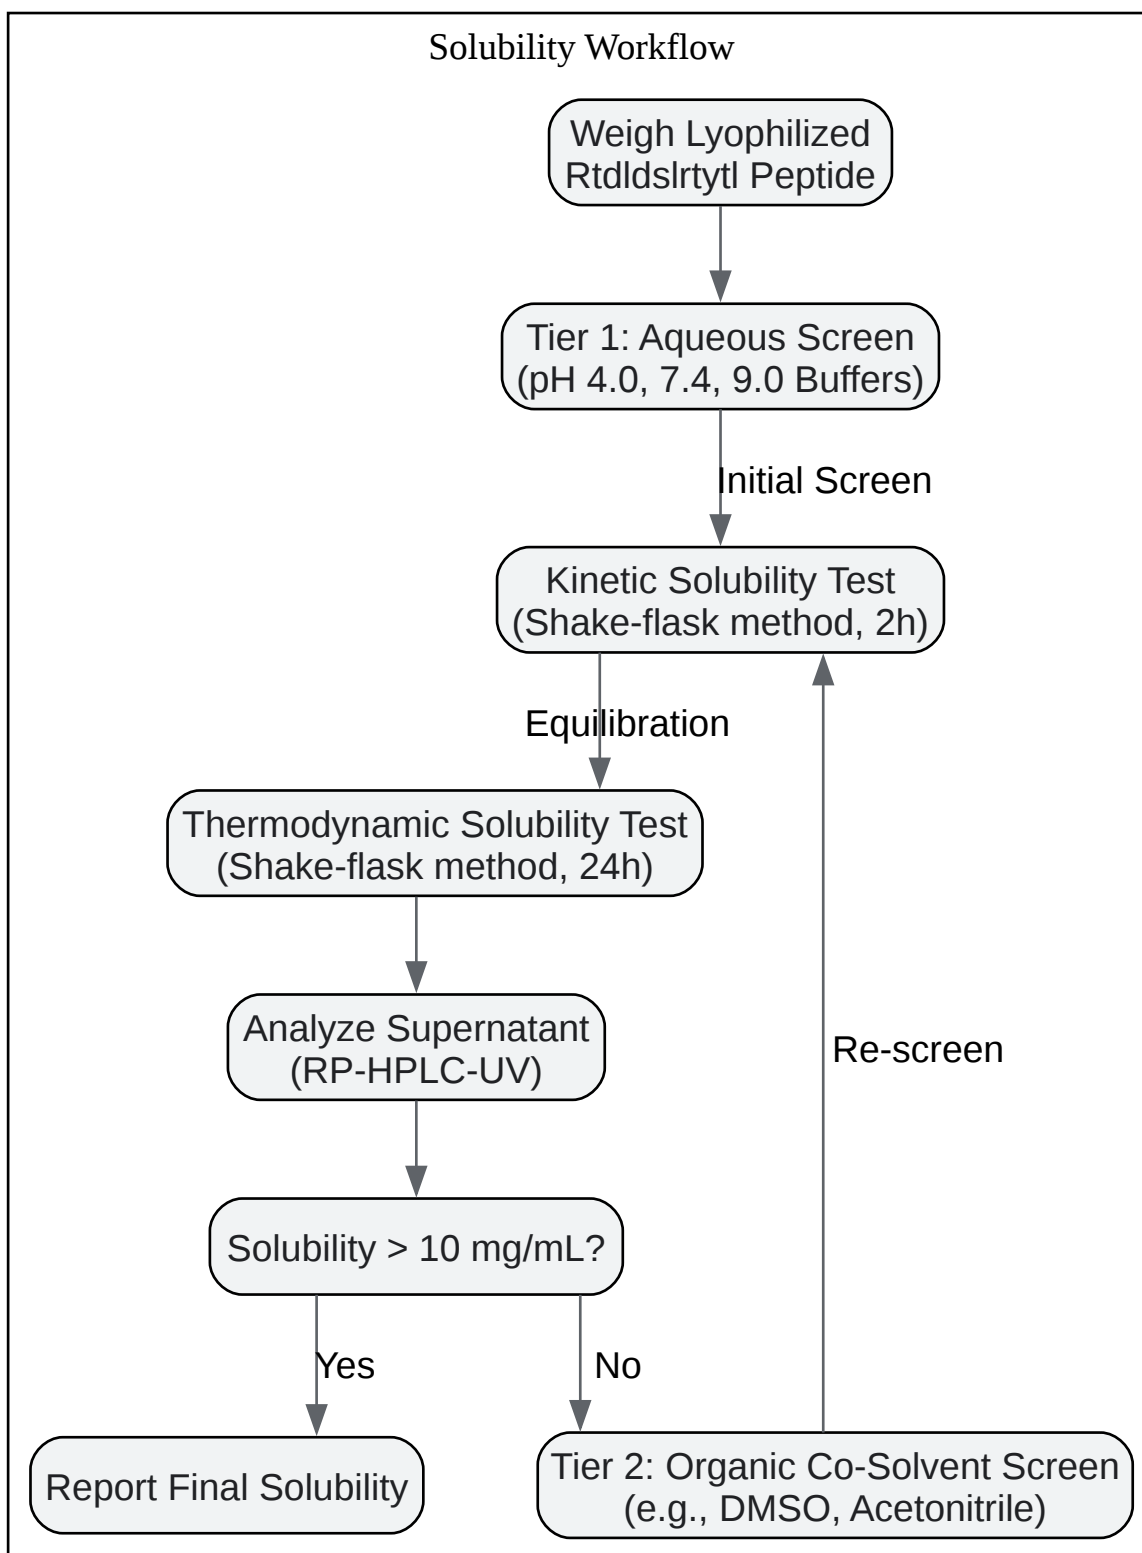 Solubility Workflow
Weigh Lyophilized
Rtdldslrtytl Peptide
Tier 1: Aqueous Screen
(pH 4.0, 7.4, 9.0 Buffers)
Initial Screen
Kinetic Solubility Test
(Shake-flask method, 2h)
Equilibration
Thermodynamic Solubility Test
(Shake-flask method, 24h)
Analyze Supernatant
(RP-HPLC-UV)
Re-screen
Solubility > 10 mg/mL?
Yes
No
Report Final Solubility
Tier 2: Organic Co-Solvent Screen
(e.g., DMSO, Acetonitrile)